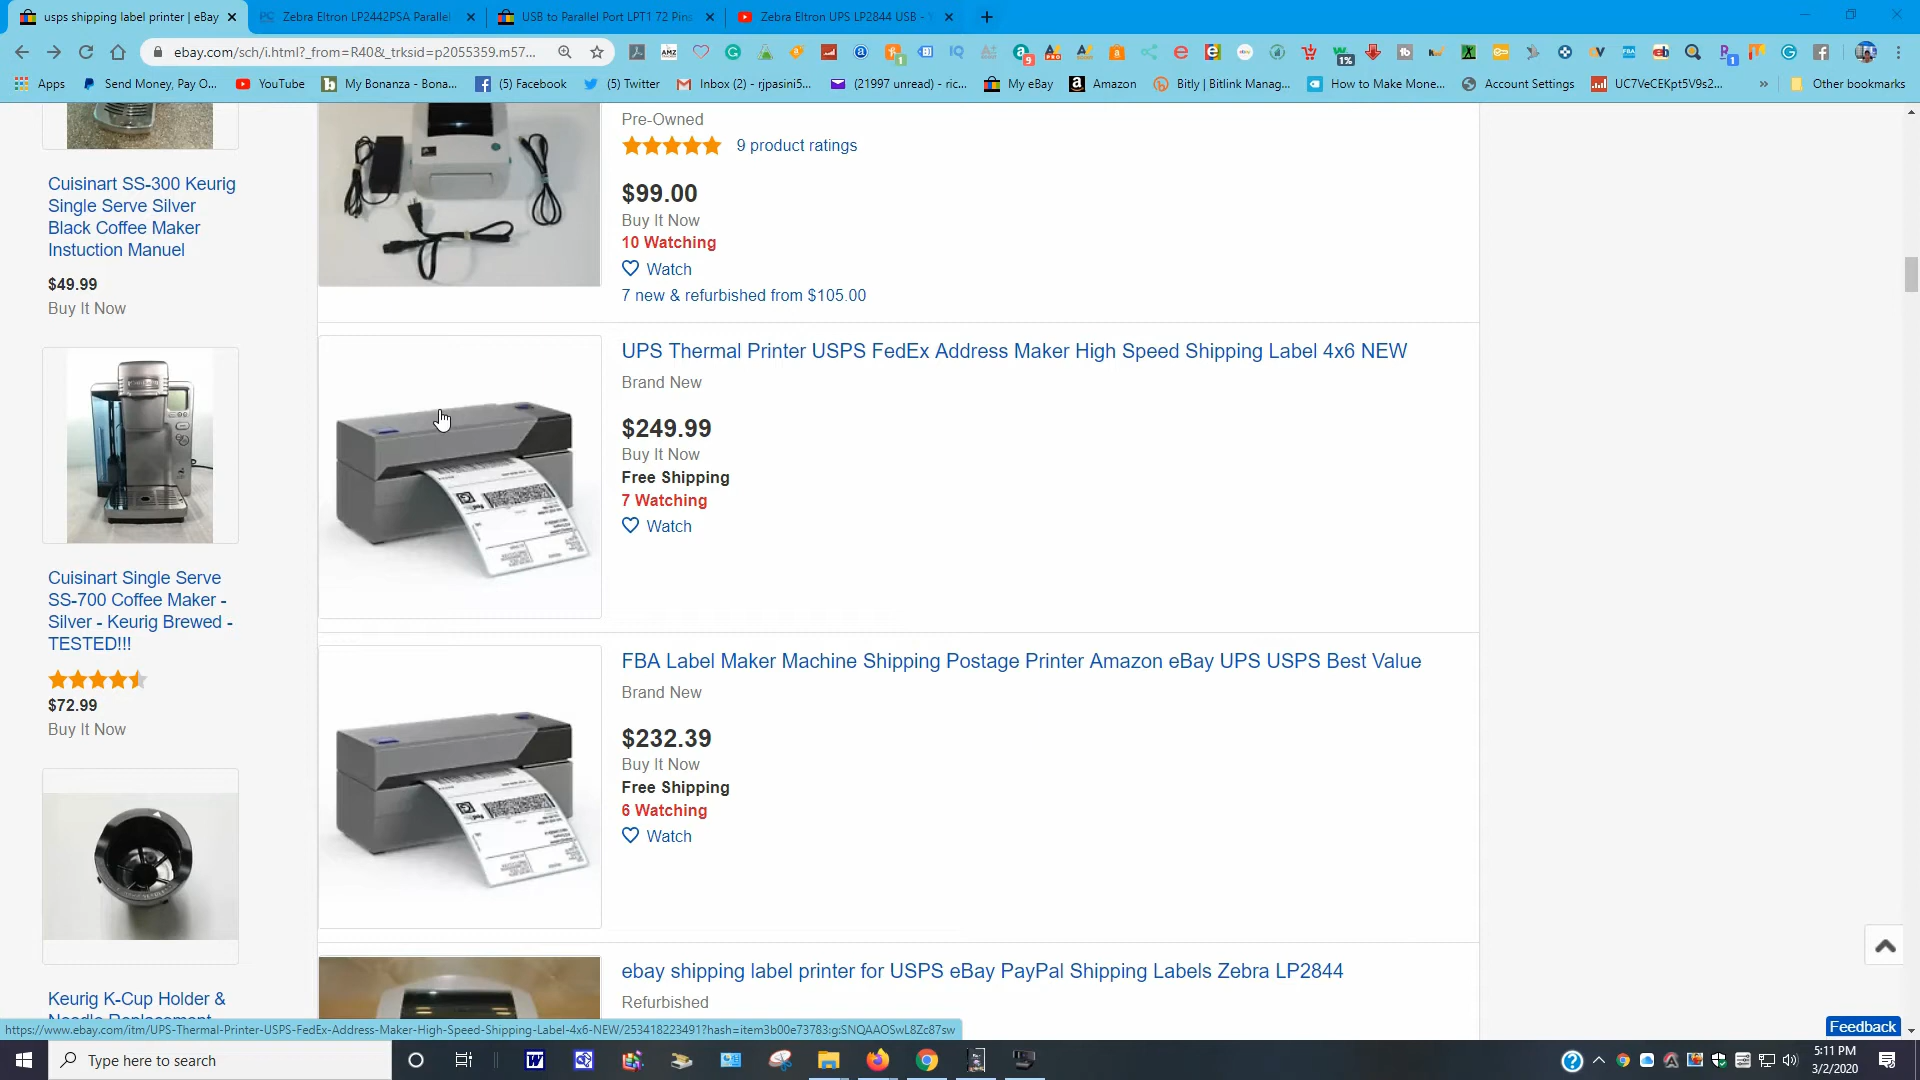 usps shipping label printer | eBay
Zebra Eltron LP2442PSA Parallel
USB to Parallel Port LPT1 72 Pins
Zebra Eltron UPS LP2844 USB -
ebay.com/sch/i.html?_from=R40&_trksid=p2055359.m57...
Apps
Send Money, Pay O...
YouTube
My Bonanza - Bona...
(5) Facebook
(5) Twitter
Inbox (2) - rjpasini5...
(21997 unread) - ric...
My eBay
Amazon
Bitly | Bitlink Manag...
How to Make Mone...
Account Settings
UC7VeCEKpt5V9s2...
Other bookmarks
Cuisinart SS-300 Keurig
Single Serve Silver
Black Coffee Maker
Instuction Manuel
$49.99
Buy It Now
Cuisinart Single Serve
SS-700 Coffee Maker -
Silver - Keurig Brewed -
TESTED!!!
$72.99
Buy It Now
Keurig K-Cup Holder &
Needle Replacement
Pre-Owned
9 product ratings
$99.00
Buy It Now
10 Watching
Watch
7 new & refurbished from $105.00
UPS Thermal Printer USPS FedEx Address Maker High Speed Shipping Label 4x6 NEW
Brand New
$249.99
Buy It Now
Free Shipping
7 Watching
Watch
FBA Label Maker Machine Shipping Postage Printer Amazon eBay UPS USPS Best Value
Brand New
$232.39
Buy It Now
Free Shipping
6 Watching
Watch
ebay shipping label printer for USPS eBay PayPal Shipping Labels Zebra LP2844
Refurbished
Feedback
https://www.ebay.com/itm/UPS-Thermal-Printer-USPS-FedEx-Address-Maker-High-Speed-Shipping-Label-4x6-NEW/253418223491?hash=item3b00e73783:g:SNQAAOSwL8Zc87sw
Type here to search
5:11 PM
3/2/2020